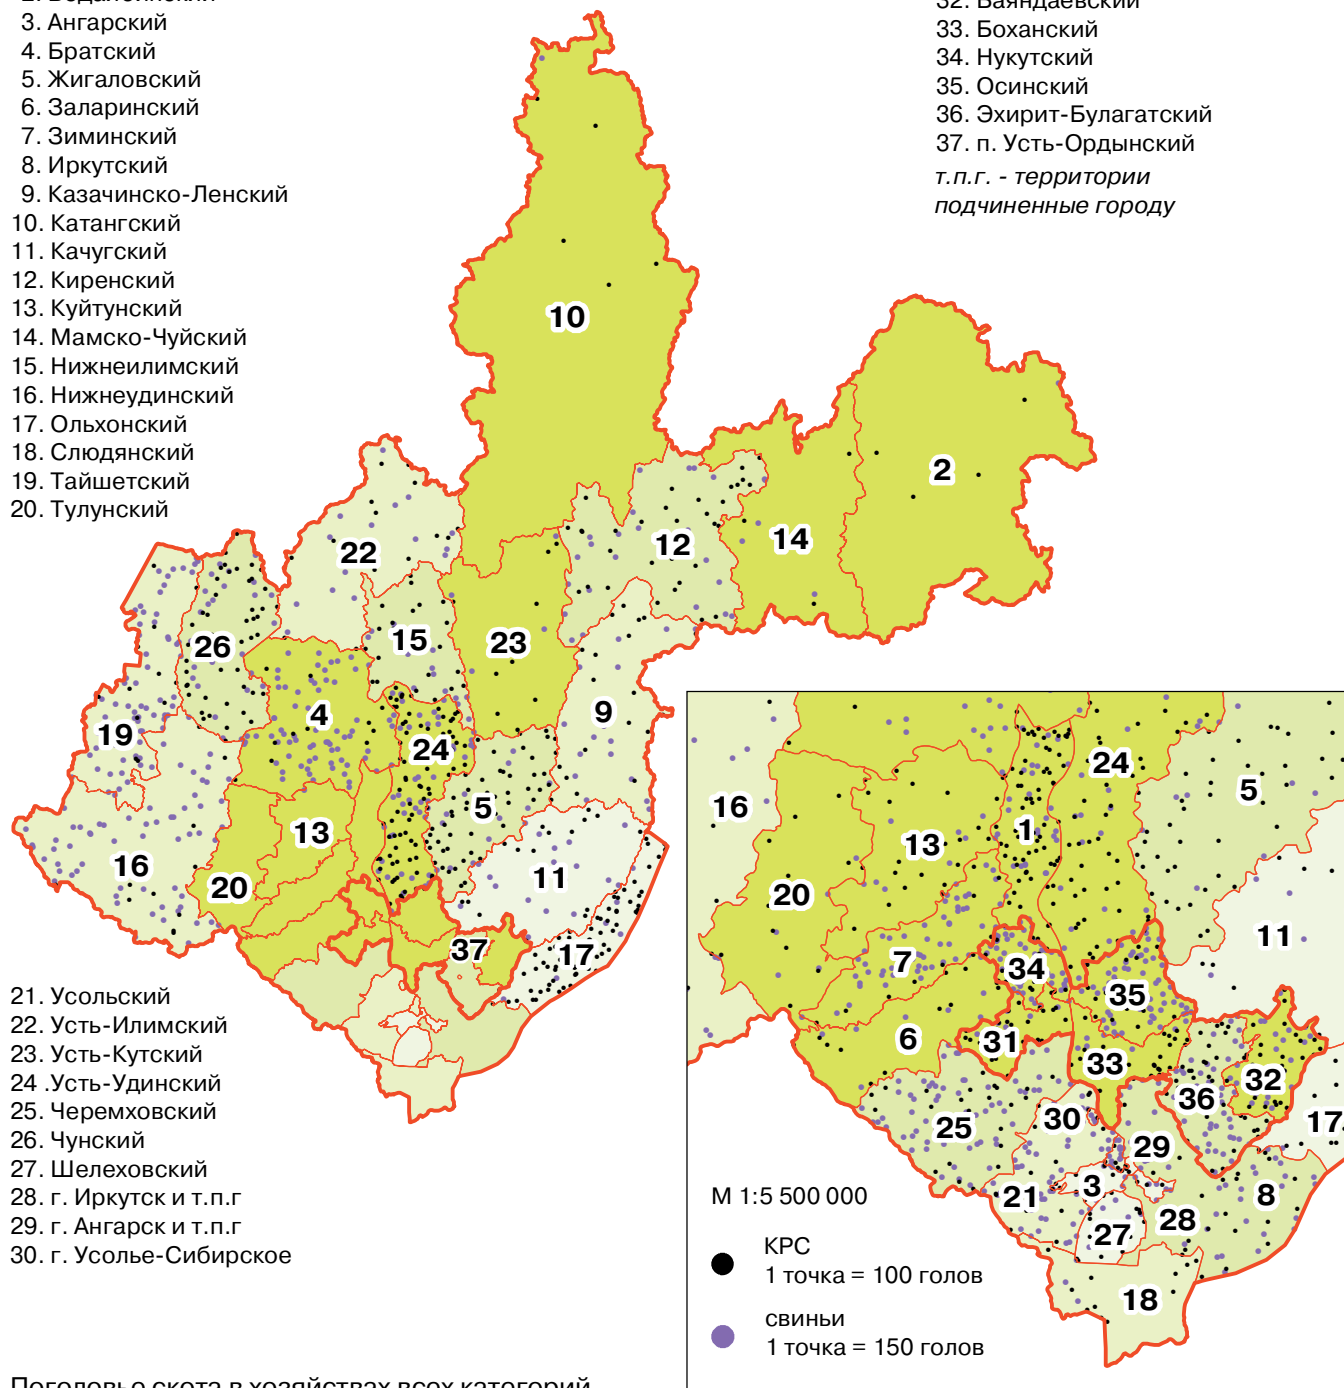 3. Ангарский
4. Братский
5. Жигаловский
6. Заларинский
7. Зиминский
8. Иркутский
9. Казачинско-Ленский
10. Катангский
11. Качугский
12. Киренский
13. Куйтунский
14. Мамско-Чуйский
15. Нижнеилимский
16. Нижнеудинский
17. Ольхонский
18. Слюдянский
19. Тайшетский
20. Тулунский
32. Баяндаевский
33. Боханский
34. Нукутский
35. Осинский
36. Эхирит-Булагатский
37. п. Усть-Ордынский
т.п.г. - территории
подчиненные городу
10
2
14
12
22
15
23
26
4
9
19
24
5
13
16
20
11
37
17
21. Усольский
22. Усть-Илимский
23. Усть-Кутский
24 .Усть-Удинский
25. Черемховский
26. Чунский
27. Шелеховский
28. г. Иркутск и т.п.г
29. г. Ангарск и т.п.г
30. г. Усолье-Сибирское
24
5
16
1
13
20
11
7
34
35
6
31
33
32
36
30
17
25
29
3
21
8
28
27
18
М 1:5 500 000
КРС
1 точка = 100 голов
свиньи
1 точка = 150 голов
Поголовье скота в хозяйствах всех категорий